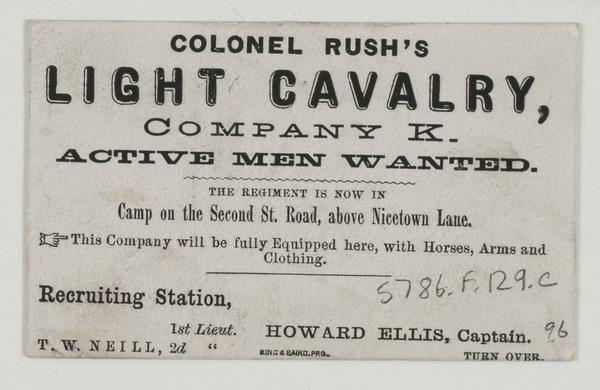 COLONEL RUSH'S
LIGHT CAVALRY,
COMPANY K.
ACTIVE MEN WANTED.
THE REGIMENT IS NOW IN
Camp on the Second St. Road, above Nicetown Lane.
☞This Company will be fully Equipped here, with Horses, Arms and
Clothing.
5786.F.129.c
Recruiting Station,
1st Lieut. HOWARD ELLIS, Captain. 96
T. W. NEILL, 2d "
KING & BAIRD, PRS. TURN OVER.